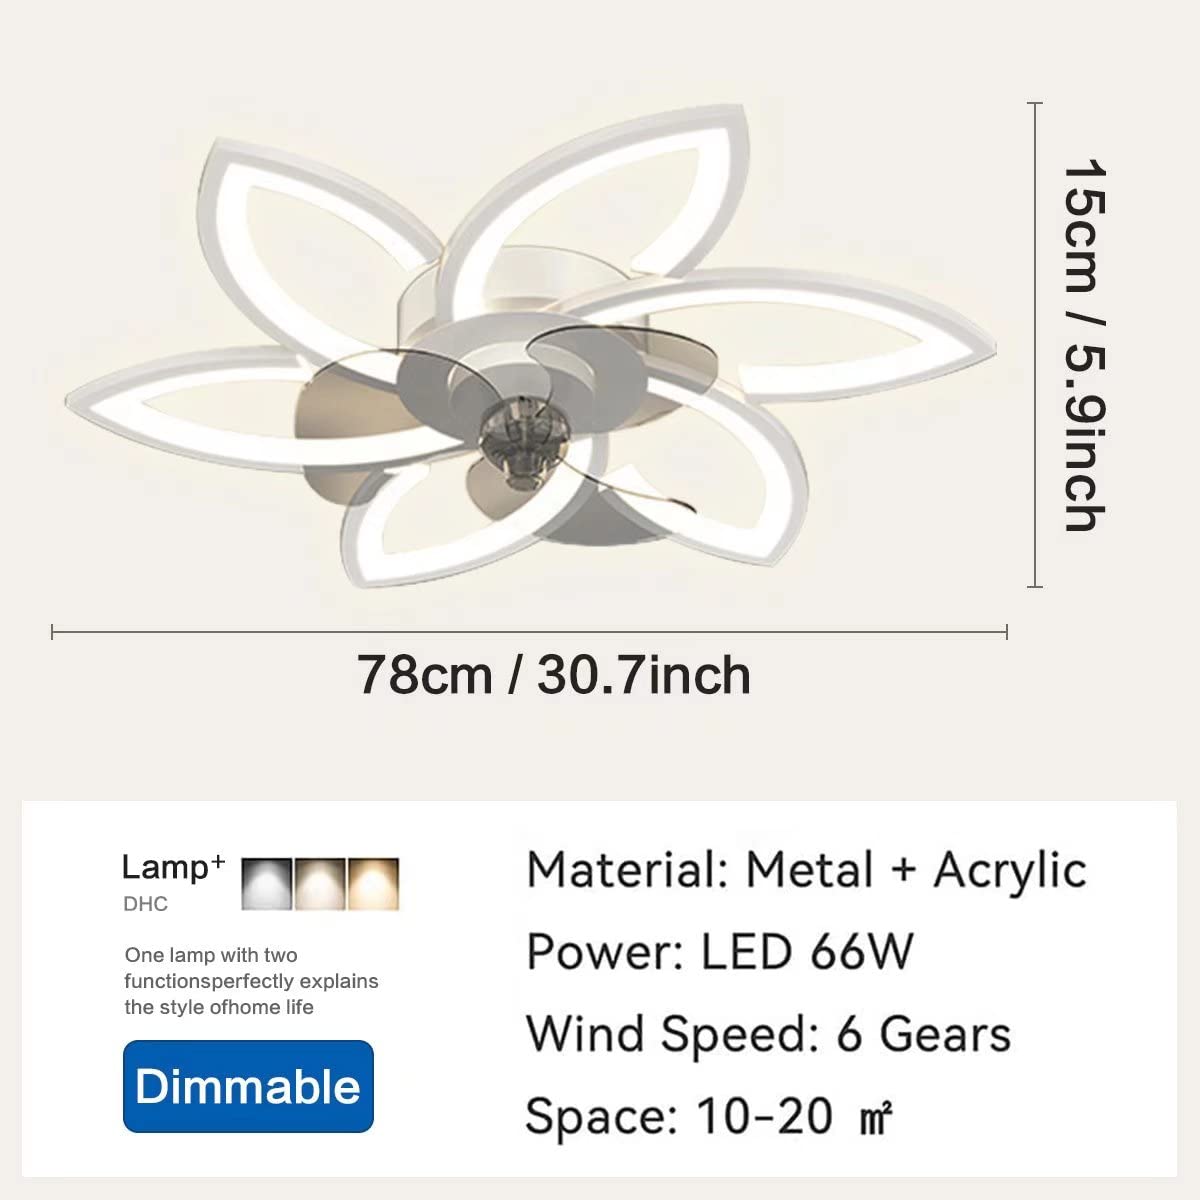 15cm / 5.9inch
78cm / 30.7inch
Lamp⁺
DHC
One lamp with two
functionsperfectly explains
the style ofhome life
Dimmable
Material: Metal + Acrylic
Power: LED 66W
Wind Speed: 6 Gears
Space: 10-20 ㎡